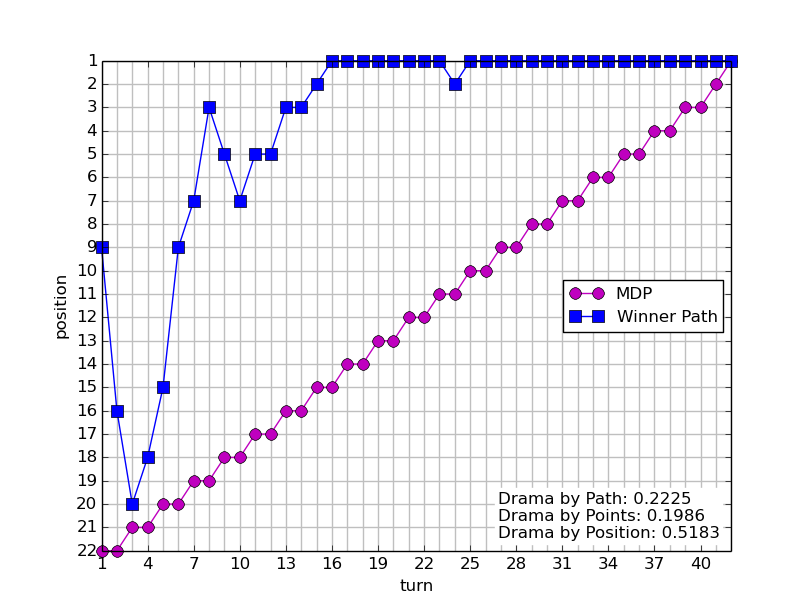 1
2
3
4
5
6
7
8
9
10
11
12
13
14
15
16
17
18
19
20
21
22
position
MDP
Winner Path
Drama by Path: 0.2225
Drama by Points: 0.1986
Drama by Position: 0.5183
1 4 7 10 13 16 19 22 25 28 31 34 37 40
turn